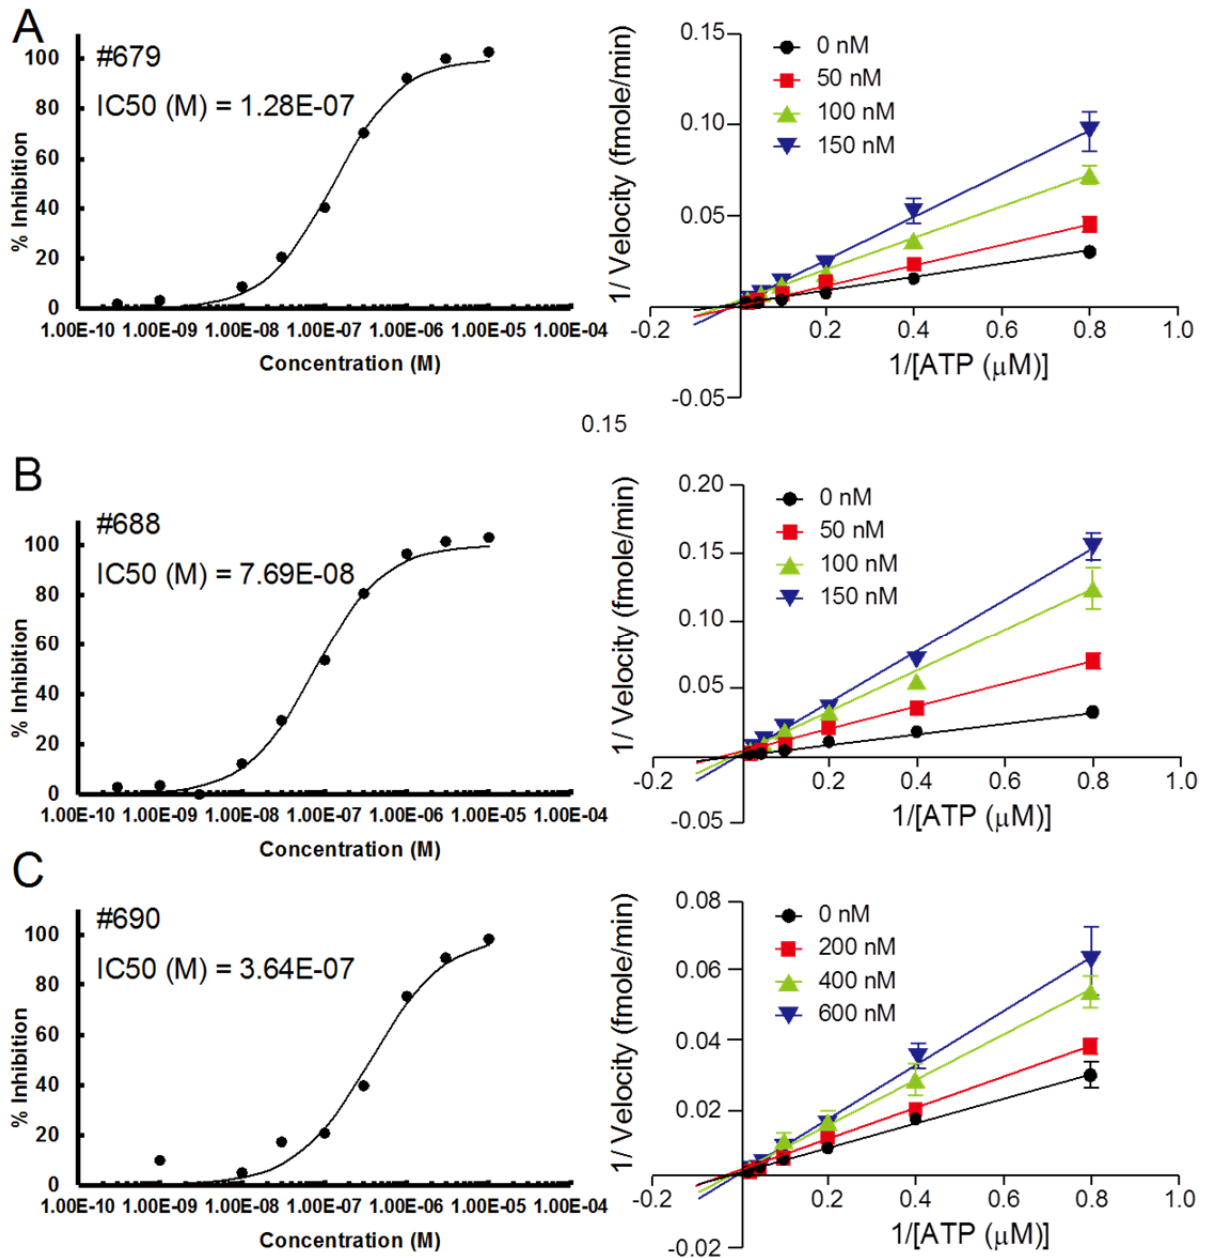 A
#679
IC50 (M) = 1.28E-07
% Inhibition
100
80
60
40
20
0
1.00E-10 1.00E-09 1.00E-08 1.00E-07 1.00E-06 1.00E-05 1.00E-04
Concentration (M)
1/ Velocity (fmole/min)
0.15
0.10
0.05
-0.05
0 nM
50 nM
100 nM
150 nM
-0.2 0.2 0.4 0.6 0.8 1.0
1/[ATP (μM)]
0.15
B
#688
IC50 (M) = 7.69E-08
% Inhibition
100
80
60
40
20
0
1.00E-10 1.00E-09 1.00E-08 1.00E-07 1.00E-06 1.00E-05 1.00E-04
Concentration (M)
1/ Velocity (fmole/min)
0.20
0.15
0.10
0.05
-0.05
0 nM
50 nM
100 nM
150 nM
-0.2 0.2 0.4 0.6 0.8 1.0
1/[ATP (μM)]
C
#690
IC50 (M) = 3.64E-07
% Inhibition
100
80
60
40
20
0
1.00E-10 1.00E-09 1.00E-08 1.00E-07 1.00E-06 1.00E-05 1.00E-04
Concentration (M)
1/ Velocity (fmole/min)
0.08
0.06
0.04
0.02
-0.02
0 nM
200 nM
400 nM
600 nM
-0.2 0.2 0.4 0.6 0.8 1.0
1/[ATP (μM)]